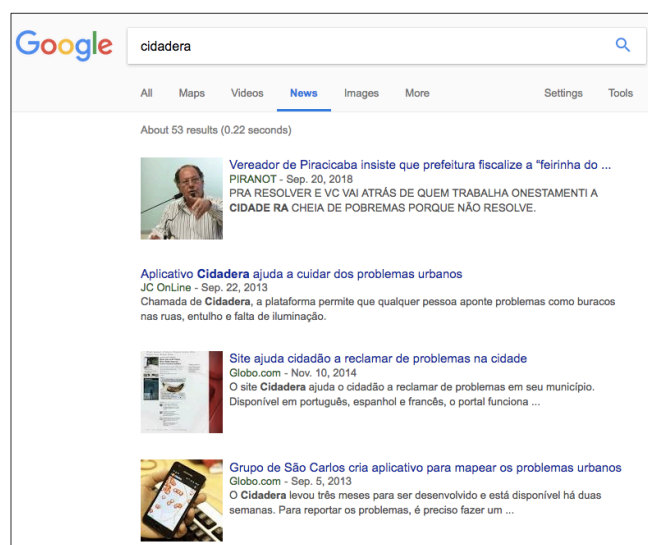 Google
cidadera
All Maps Videos News Images More Settings Tools
About 53 results (0.22 seconds)
Vereador de Piracicaba insiste que prefeitura fiscalize a "feirinha do ...
PIRANOT - Sep. 20, 2018
PRA RESOLVER E VC VAI ATRÁS DE QUEM TRABALHA ONESTAMENTI A
CIDADE RA CHEIA DE POBREMAS PORQUE NÃO RESOLVE.
Aplicativo Cidadera ajuda a cuidar dos problemas urbanos
JC OnLine - Sep. 22, 2013
Chamada de Cidadera, a plataforma permite que qualquer pessoa aponte problemas como buracos
nas ruas, entulho e falta de iluminação.
Site ajuda cidadão a reclamar de problemas na cidade
Globo.com - Nov. 10, 2014
O site Cidadera ajuda o cidadão a reclamar de problemas em seu município.
Disponível em português, espanhol e francês, o portal funciona ...
Grupo de São Carlos cria aplicativo para mapear os problemas urbanos
Globo.com - Sep. 5, 2013
O Cidadera levou três meses para ser desenvolvido e está disponível há duas
semanas. Para reportar os problemas, é preciso fazer um ...